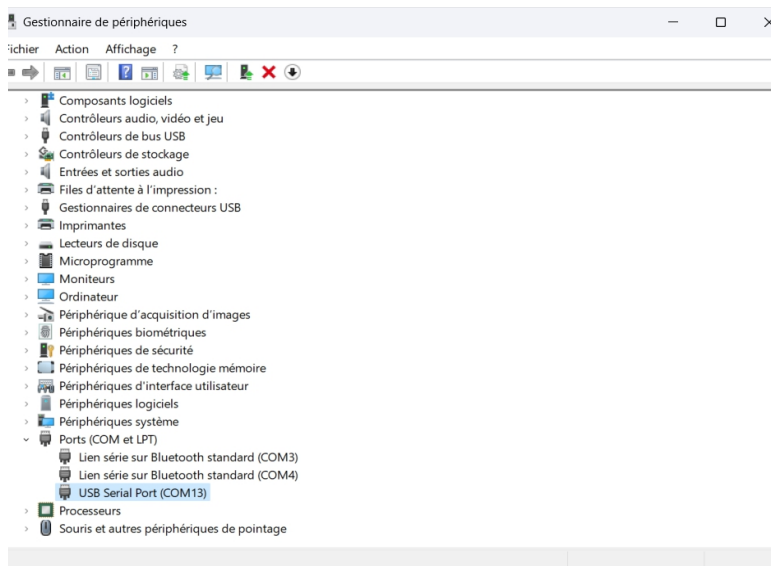 Gestionnaire de périphériques
Fichier Action Affichage ?
Composants logiciels
Contrôleurs audio, vidéo et jeu
Contrôleurs de bus USB
Contrôleurs de stockage
Entrées et sorties audio
Files d'attente à l'impression :
Gestionnaires de connecteurs USB
Imprimantes
Lecteurs de disque
Microprogramme
Moniteurs
Ordinateur
Périphérique d'acquisition d'images
Périphériques biométriques
Périphériques de sécurité
Périphériques de technologie mémoire
Périphériques d'interface utilisateur
Périphériques logiciels
Périphériques système
Ports (COM et LPT)
Lien série sur Bluetooth standard (COM3)
Lien série sur Bluetooth standard (COM4)
USB Serial Port (COM13)
Processeurs
Souris et autres périphériques de pointage